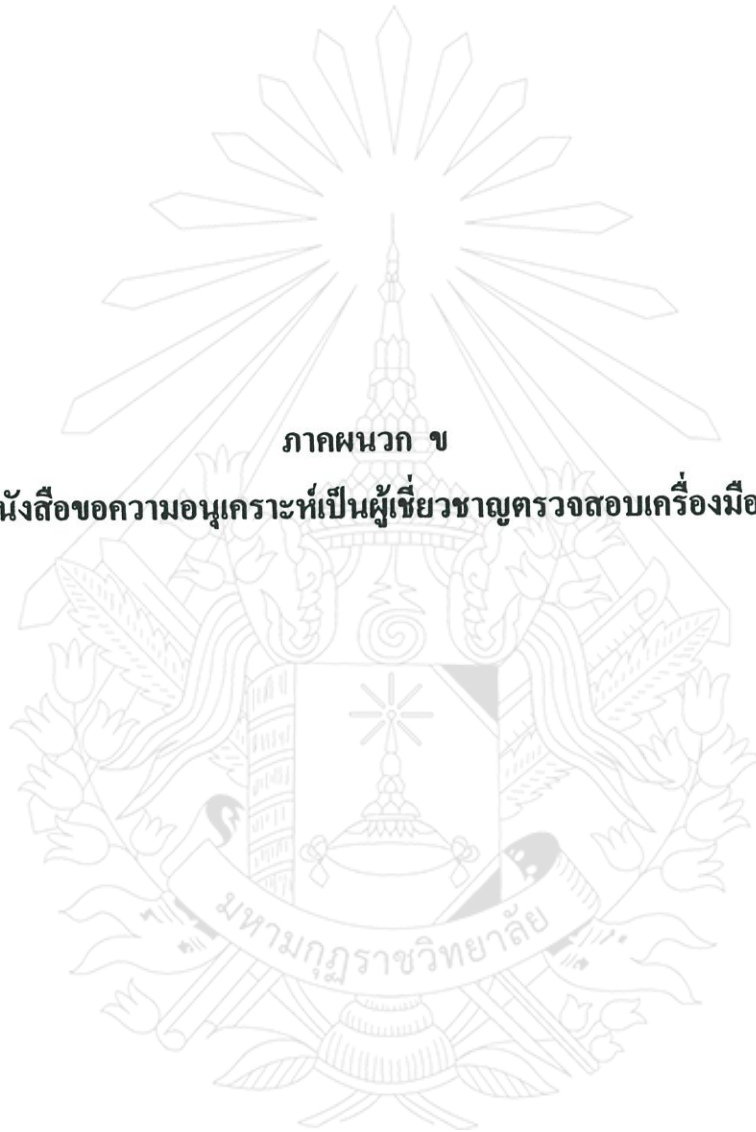 ภาคผนวก ข
นังสือขอความอนุเคราะห์เป็นผู้เชี่ยวชาญตรวจสอบเครื่องมือ
มหามกุฏราชวิทยาลัย